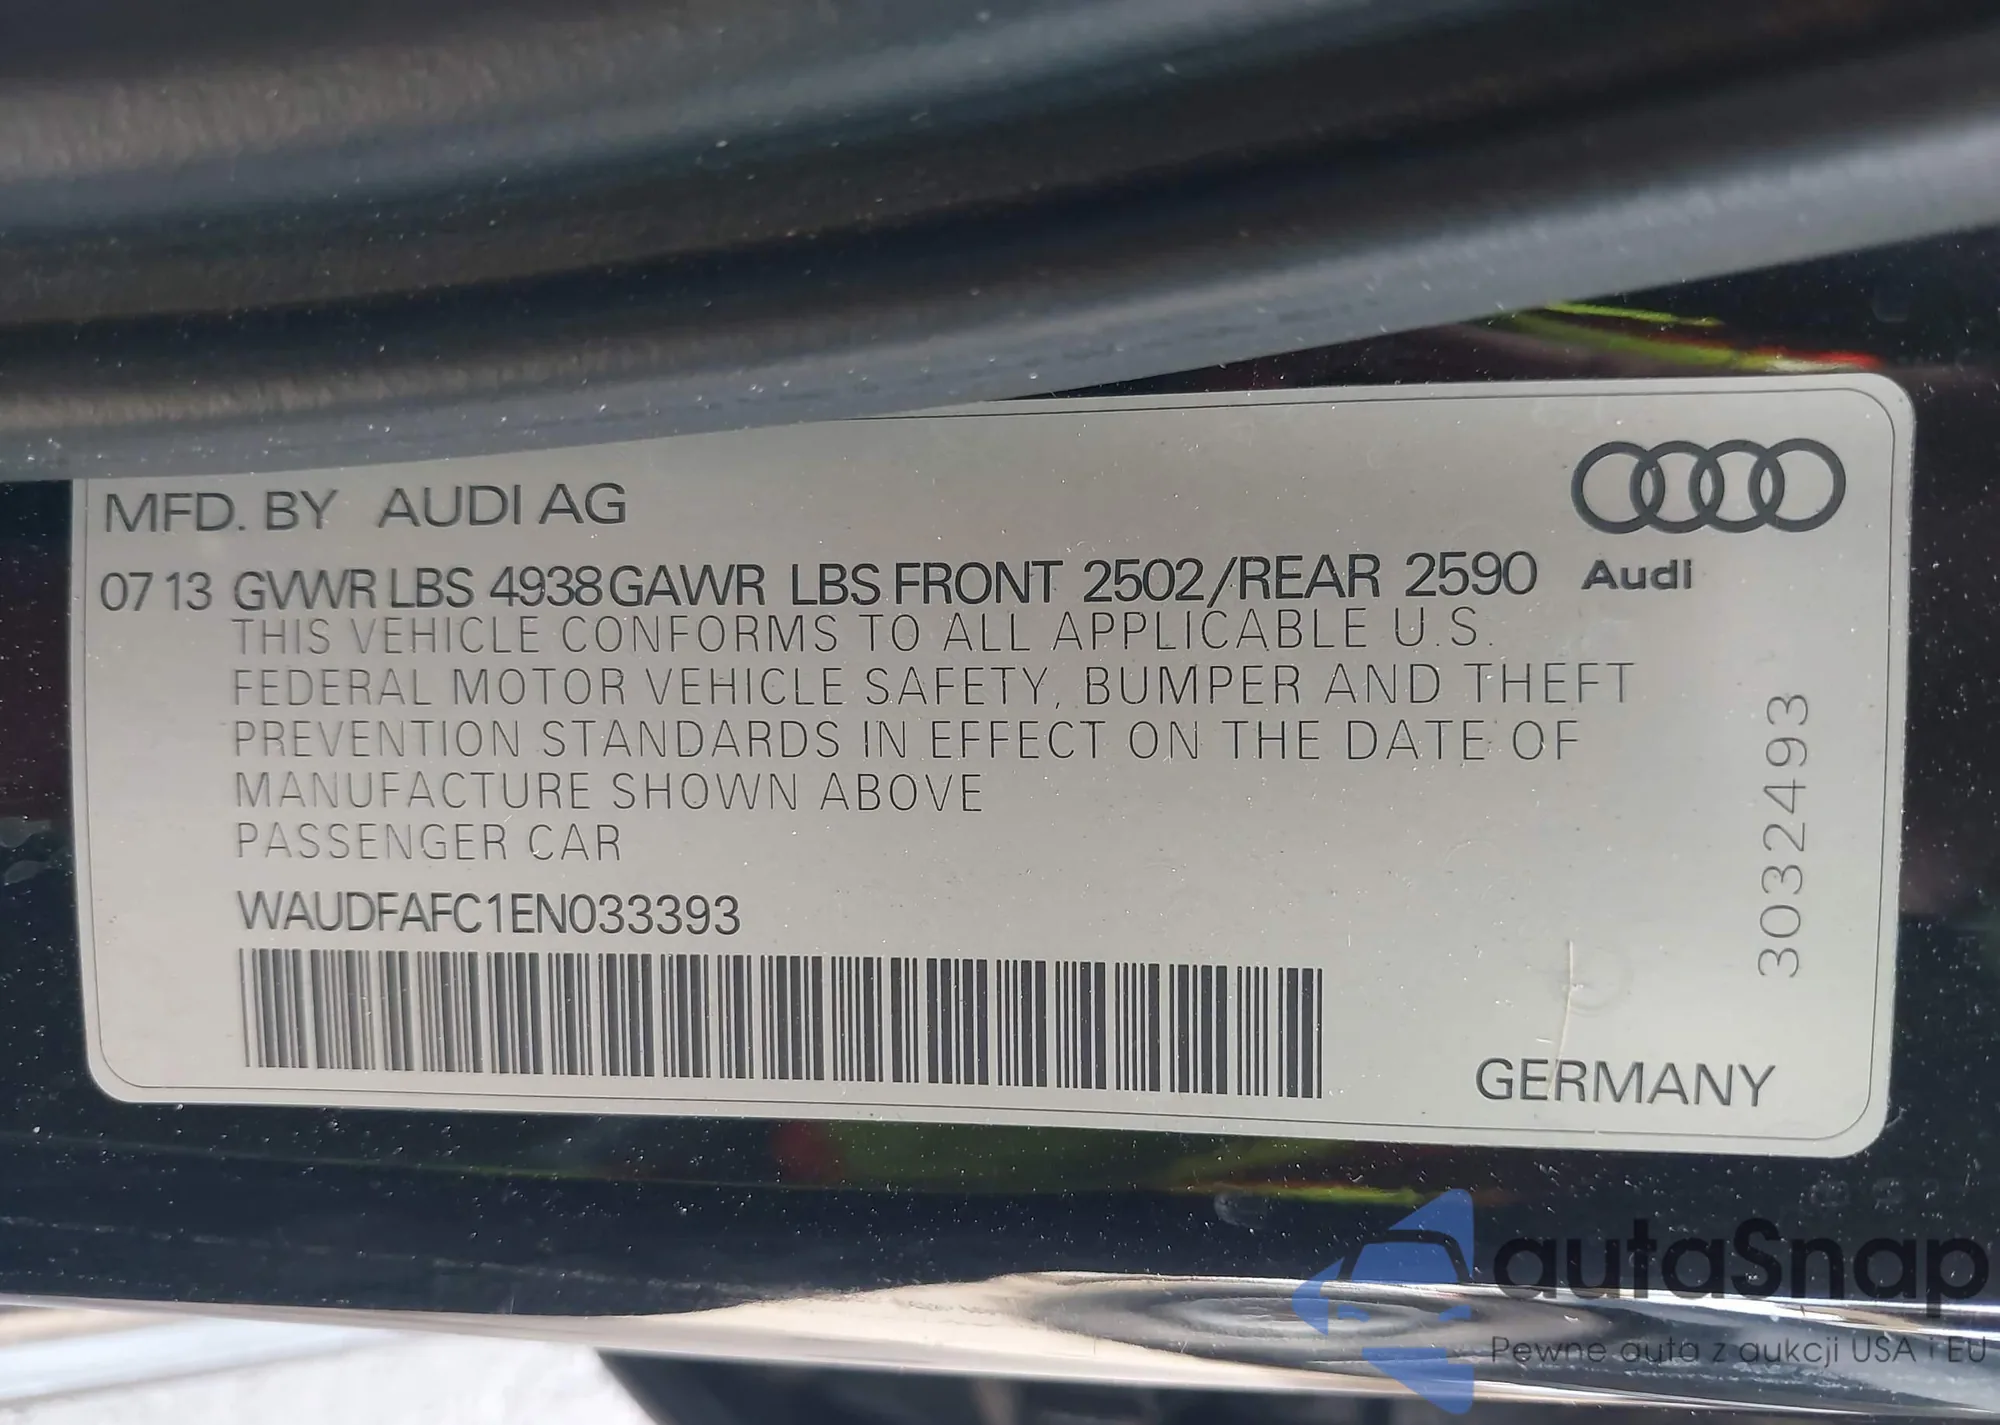 MFD. BY AUDI AG
07 13 GVWR LBS 4938 GAWR LBS FRONT 2502/REAR 2590
Audi
THIS VEHICLE CONFORMS TO ALL APPLICABLE U.S.
FEDERAL MOTOR VEHICLE SAFETY, BUMPER AND THEFT
PREVENTION STANDARDS IN EFFECT ON THE DATE OF
MANUFACTURE SHOWN ABOVE
PASSENGER CAR
WAUDFAFC1EN033393
GERMANY
3032493
autaSnap
Pewne auta z aukcji USA i EU